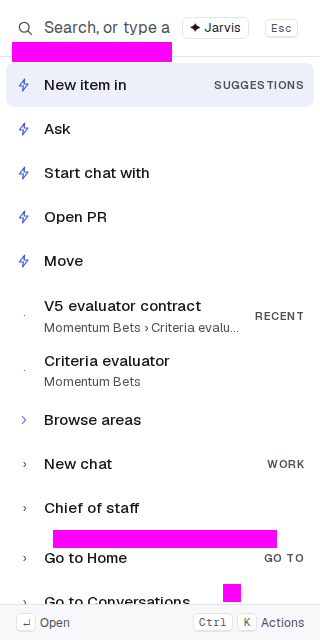 Search, or type a
✦ Jarvis
Esc
New item in
SUGGESTIONS
Ask
Start chat with
Open PR
Move
V5 evaluator contract
Momentum Bets › Criteria evalu...
RECENT
Criteria evaluator
Momentum Bets
Browse areas
New chat
WORK
Chief of staff
Go to Home
GO TO
Go to Conversations
↵ Open
Ctrl K Actions